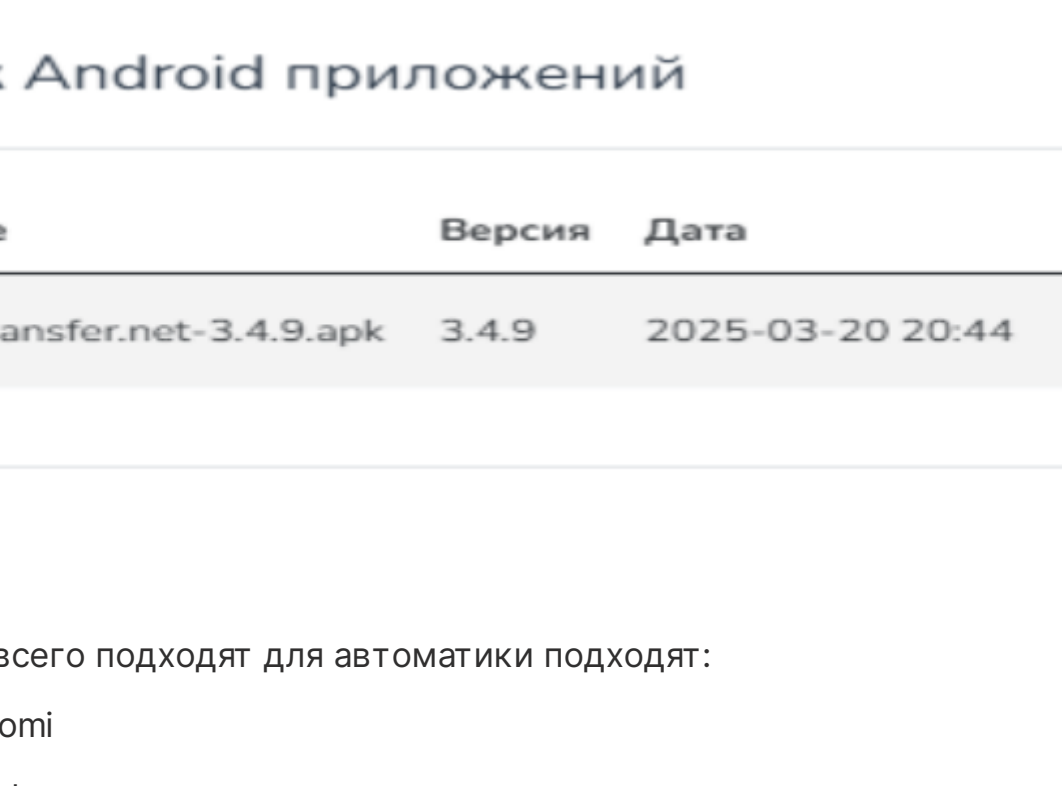 Android приложений
Версия Дата
ansfer.net-3.4.9.apk 3.4.9 2025-03-20 20:44
всего подходят для автоматики подходят:
omi